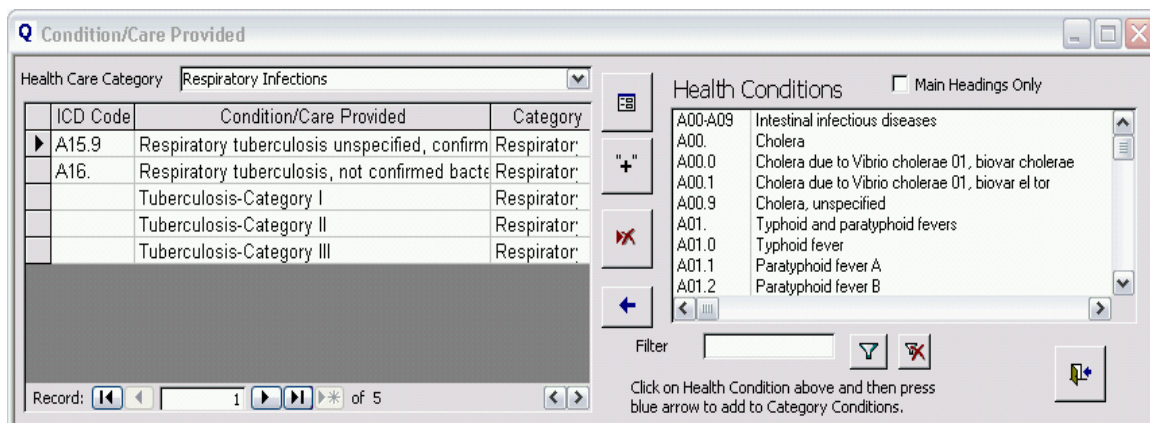 Q Condition/Care Provided
Health Care Category Respiratory Infections
ICD Code Condition/Care Provided Category
A15.9 Respiratory tuberculosis unspecified, confirm Respirator
A16. Respiratory tuberculosis, not confirmed bacte Respirator
Tuberculosis-Category I Respirator
Tuberculosis-Category II Respirator
Tuberculosis-Category III Respirator
Record: 1 of 5
"+"
Health Conditions Main Headings Only
A00-A09 Intestinal infectious diseases
A00. Cholera
A00.0 Cholera due to Vibrio cholerae 01, biovar cholerae
A00.1 Cholera due to Vibrio cholerae 01, biovar el tor
A00.9 Cholera, unspecified
A01. Typhoid and paratyphoid fevers
A01.0 Typhoid fever
A01.1 Paratyphoid fever A
A01.2 Paratyphoid fever B
Filter
Click on Health Condition above and then press
blue arrow to add to Category Conditions.